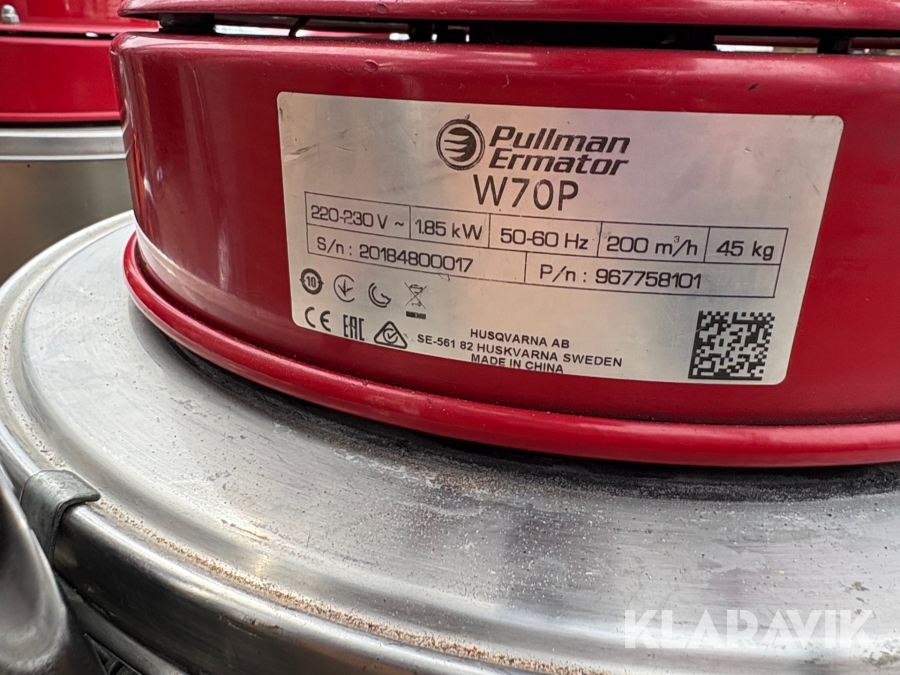 Pullman
Ermator
W70P
220-230 V ~ 1.85 kW 50-60 Hz 200 m³/h 45 kg
S/n : 20184800017 P/n : 967758101
10
CE EAC
HUSQVARNA AB
SE-561 82 HUSKVARNA SWEDEN
MADE IN CHINA
KLARAVIK